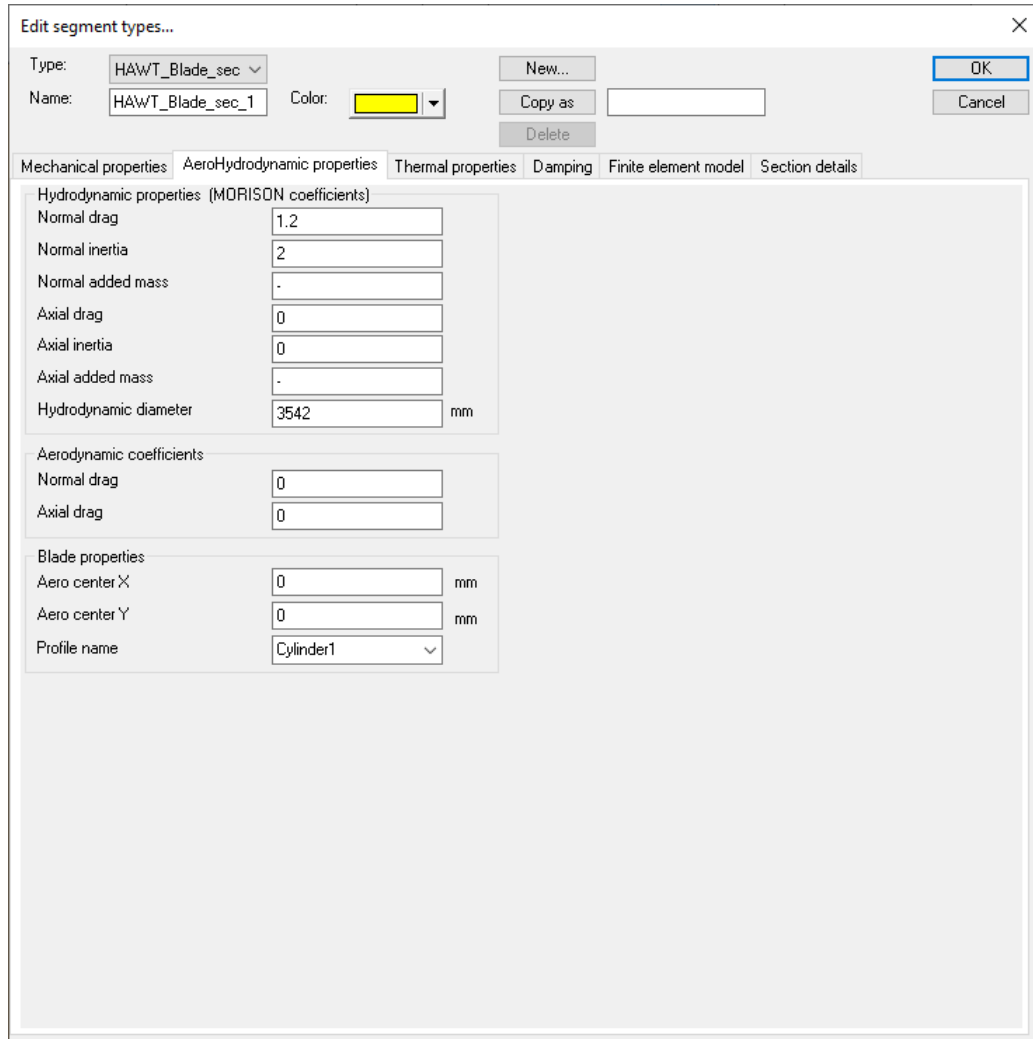 Edit segment types...
Type: HAWT_Blade_sec New... OK
Name: HAWT_Blade_sec_1 Color: Copy as Cancel
Delete
Mechanical properties AeroHydrodynamic properties Thermal properties Damping Finite element model Section details
Hydrodynamic properties (MORISON coefficients)
Normal drag 1.2
Normal inertia 2
Normal added mass -
Axial drag 0
Axial inertia 0
Axial added mass -
Hydrodynamic diameter 3542 mm
Aerodynamic coefficients
Normal drag 0
Axial drag 0
Blade properties
Aero center X 0 mm
Aero center Y 0 mm
Profile name Cylinder1